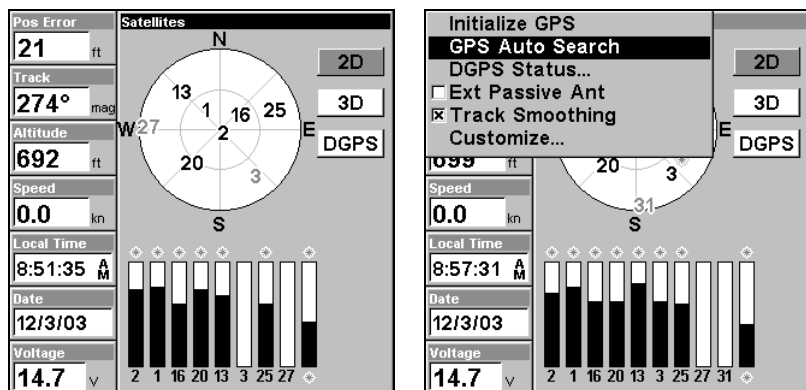 Pos Error
21 ft
Track
274° mag
Altitude
692 ft
Speed
0.0 kn
Local Time
8:51:35 AM
Date
12/3/03
Voltage
14.7 v
Satellites
N
13
1
16
25
W
27
2
E
20
3
S
2D
3D
DGPS
2 1 16 20 13 3 25 27
Initialize GPS
GPS Auto Search
DGPS Status...
Ext Passive Ant
Track Smoothing
Customize...
699 ft
Speed
0.0 kn
Local Time
8:57:31 AM
Date
12/3/03
Voltage
14.7 v
20
3
31
E
S
2D
3D
DGPS
2 1 16 20 13 3 25 27 31